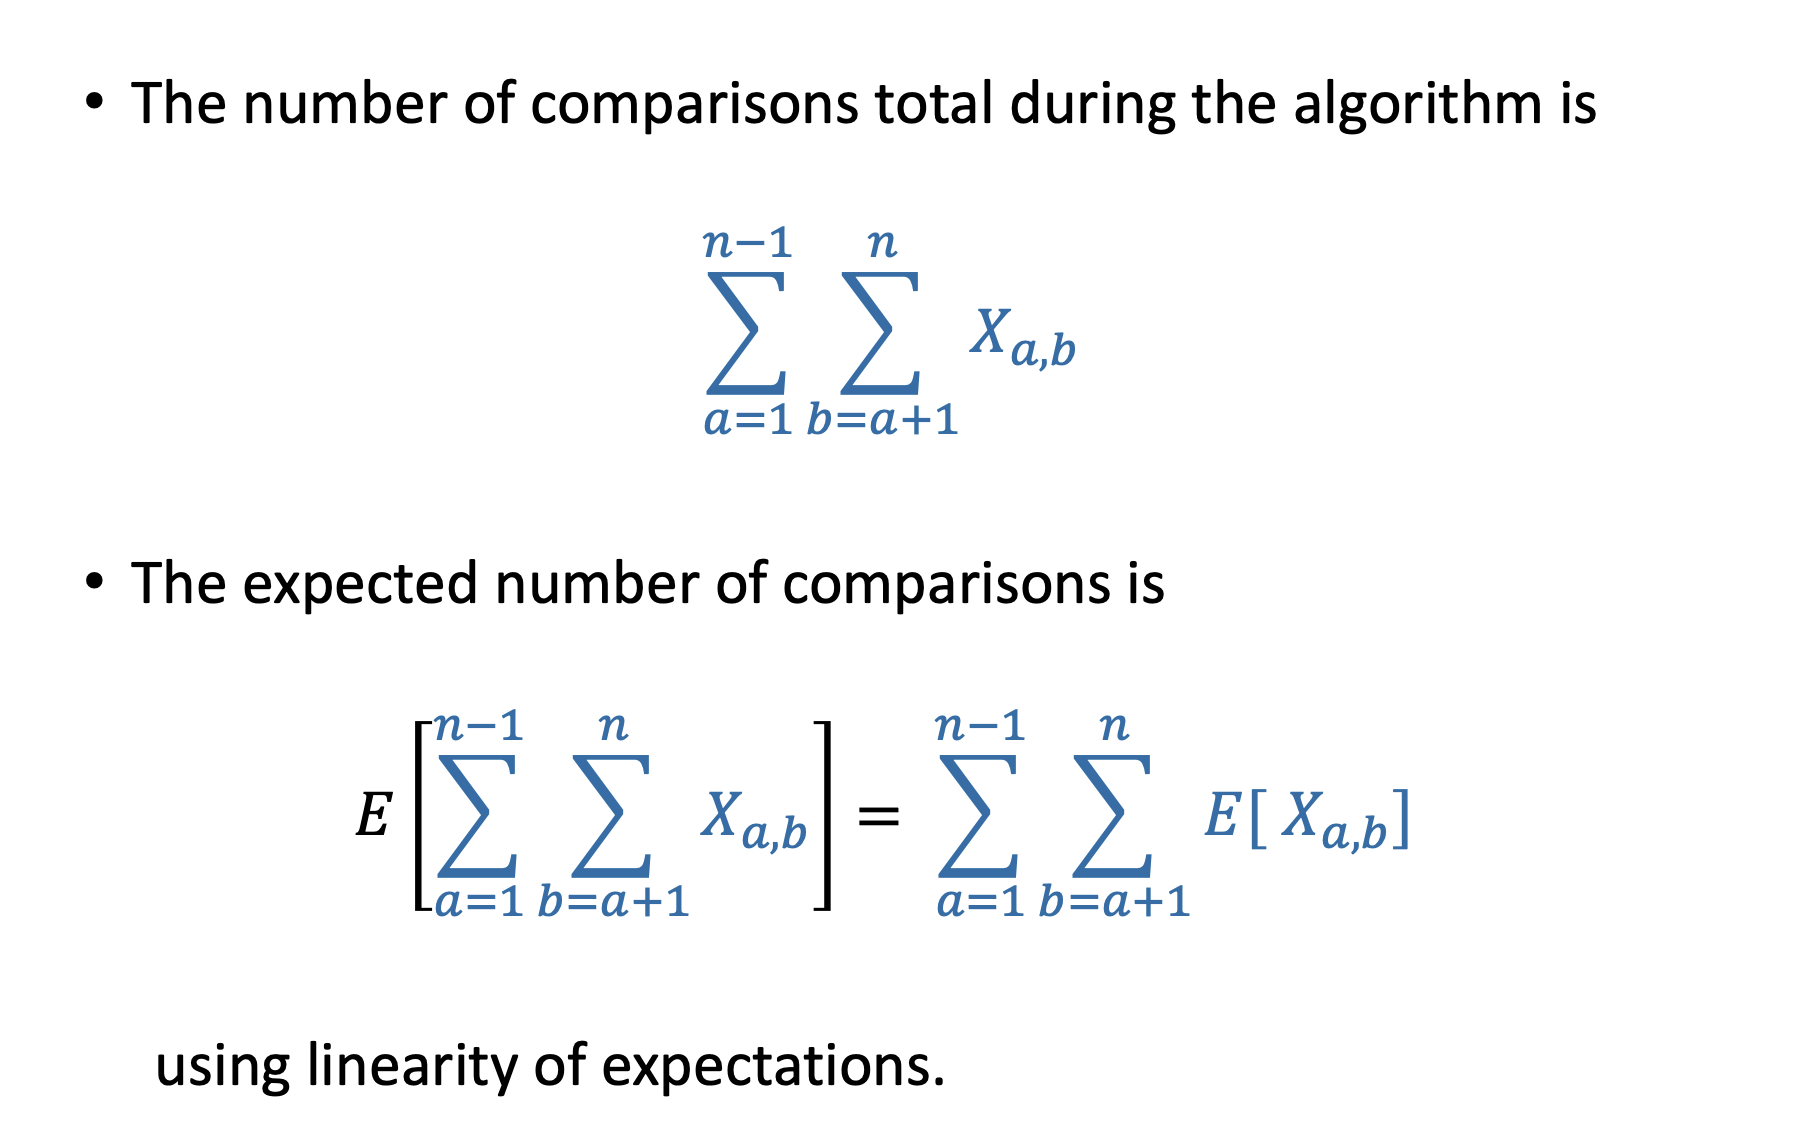 • The number of comparisons total during the algorithm is
$\sum_{a=1}^{n-1} \sum_{b=a+1}^{n} X_{a,b}$
• The expected number of comparisons is
$E\left[\sum_{a=1}^{n-1} \sum_{b=a+1}^{n} X_{a,b}\right] = \sum_{a=1}^{n-1} \sum_{b=a+1}^{n} E[X_{a,b}]$
using linearity of expectations.